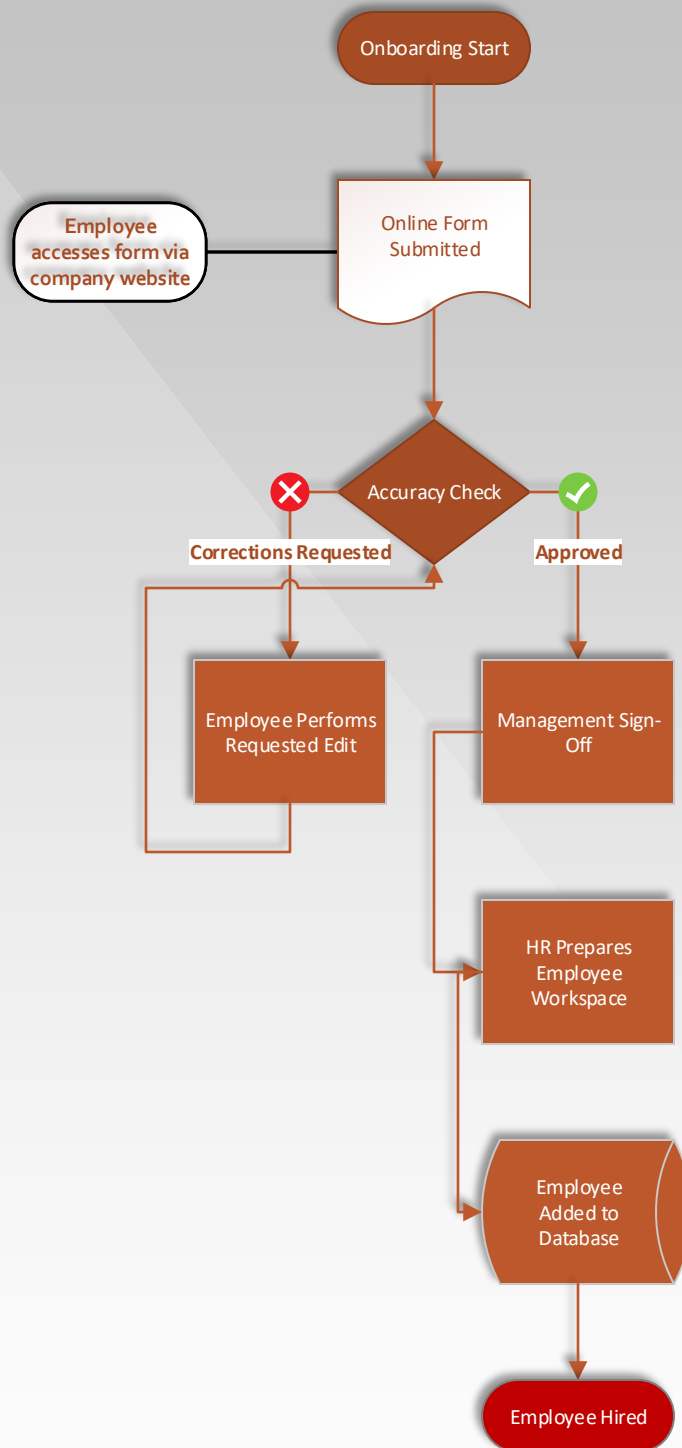 Onboarding Start
Online Form
Submitted
Employee
accesses form via
company website
Accuracy Check
Corrections Requested
Approved
Employee Performs
Requested Edit
Management Sign-
Off
HR Prepares
Employee
Workspace
Employee
Added to
Database
Employee Hired